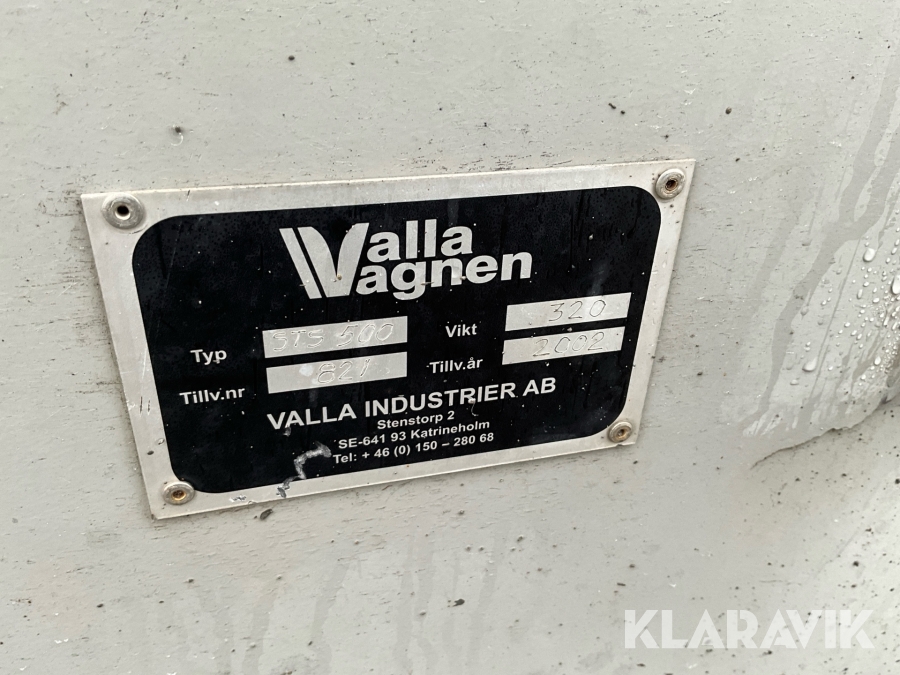 Valla
Vagnen
Typ STS 500 Vikt 320
Tillv.nr 821 Tillv.år 2002
VALLA INDUSTRIER AB
Stenstorp 2
SE-641 93 Katrineholm
Tel: + 46 (0) 150 – 280 68
KLARAVIK